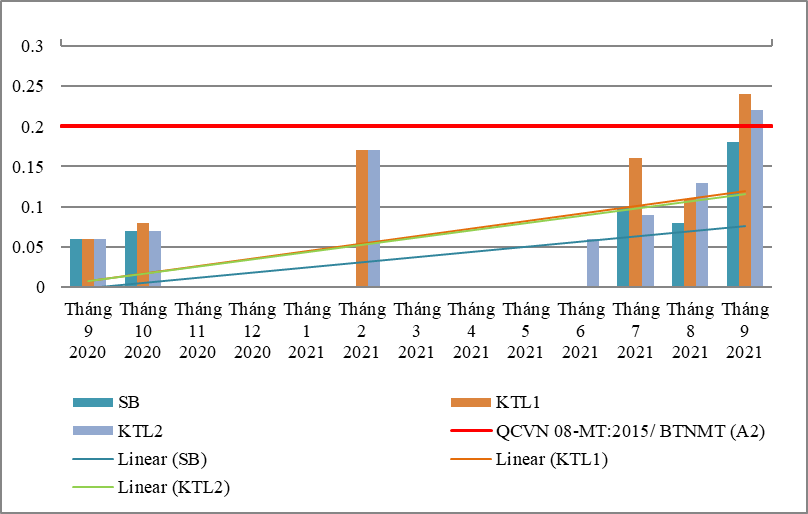 0.3
0.25
0.2
0.15
0.1
0.05
0
Tháng Tháng Tháng Tháng Tháng Tháng Tháng Tháng Tháng Tháng Tháng Tháng Tháng
9 10 11 12 1 2 3 4 5 6 7 8 9
2020 2020 2020 2020 2021 2021 2021 2021 2021 2021 2021 2021 2021
SB KTL1
KTL2 QCVN 08-MT:2015/ BTNMT (A2)
Linear (SB) Linear (KTL1)
Linear (KTL2)